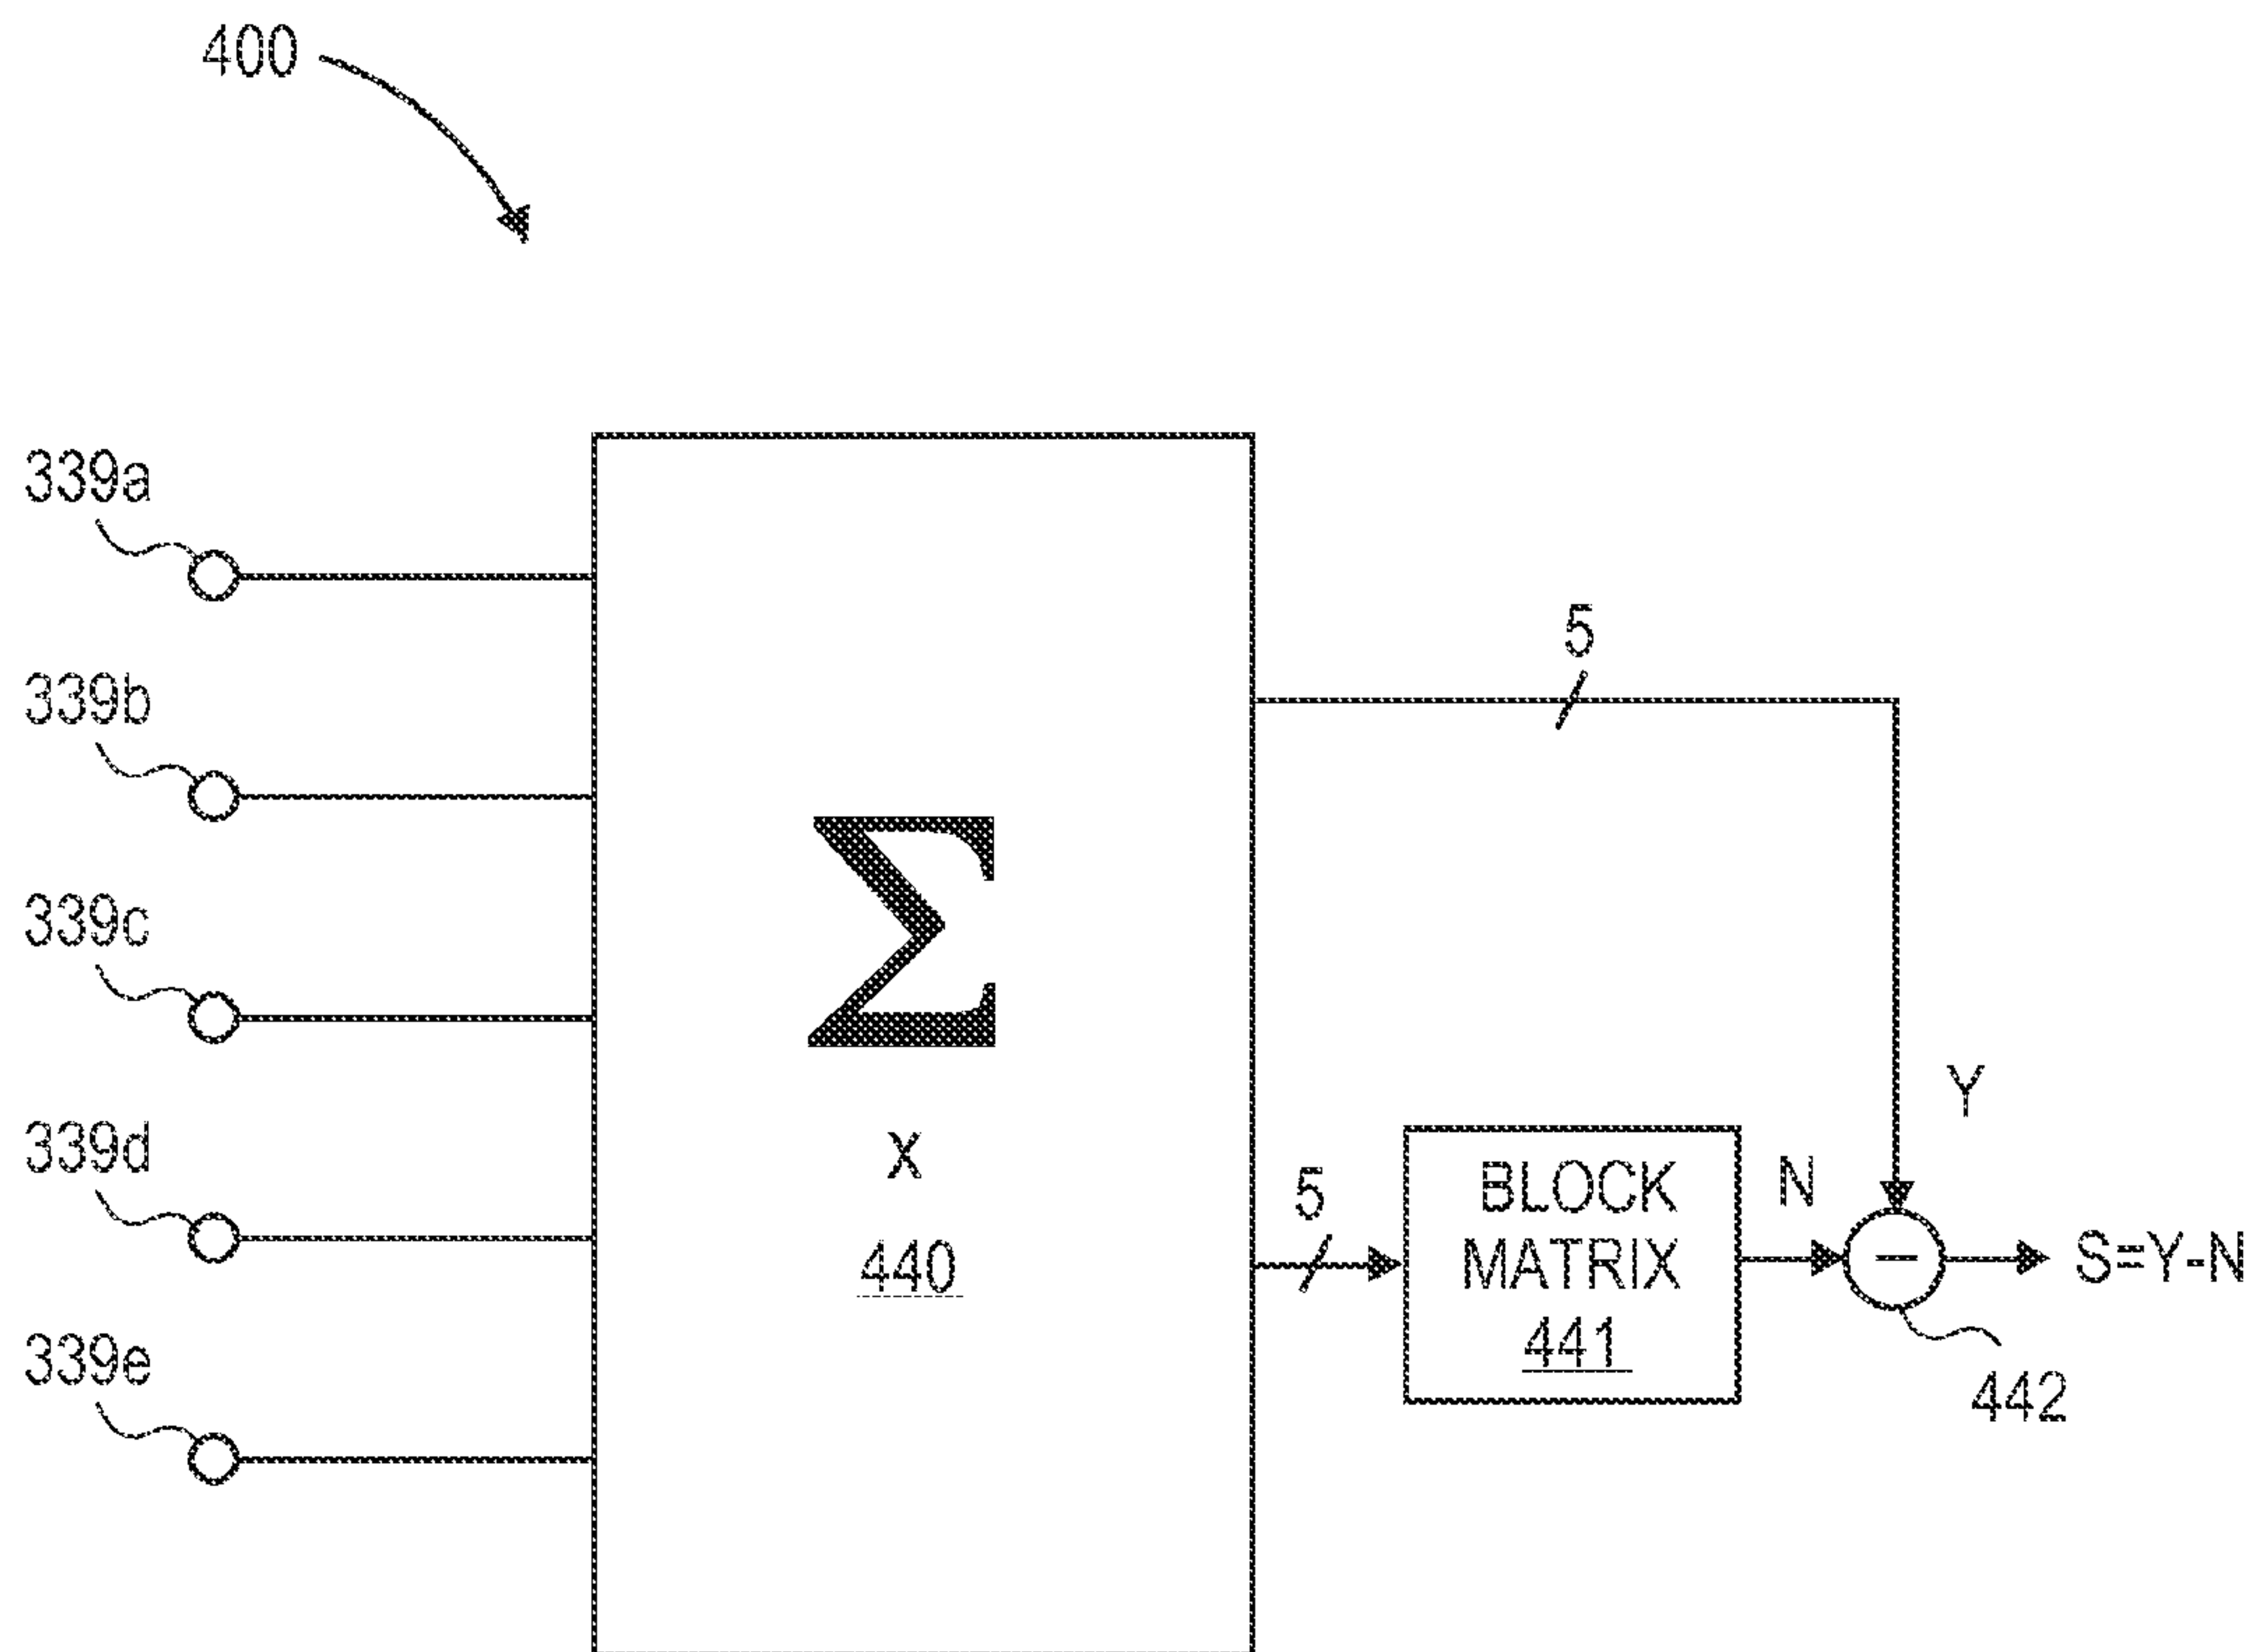 400
339a
339b
339c
339d
339e
Σ
X
440
5
5
BLOCK
MATRIX
441
Y
N
S=Y-N
442